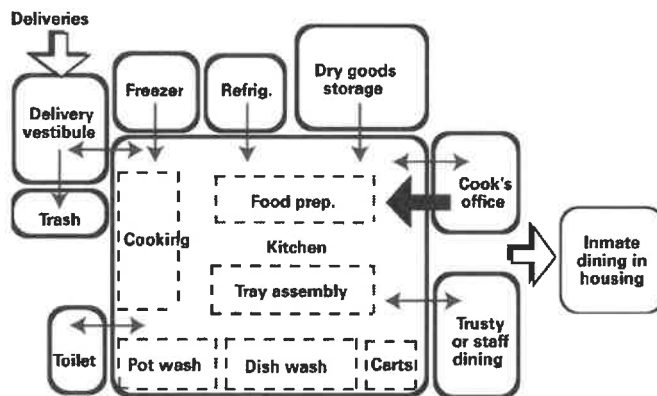 Deliveries
Delivery
vestibule
Freezer
Refrig.
Dry goods
storage
Trash
Cooking
Food prep.
Kitchen
Tray assembly
Cook's
office
Inmate
dining in
housing
Toilet
Pot wash
Dish wash
Carts
Trusty
or staff
dining